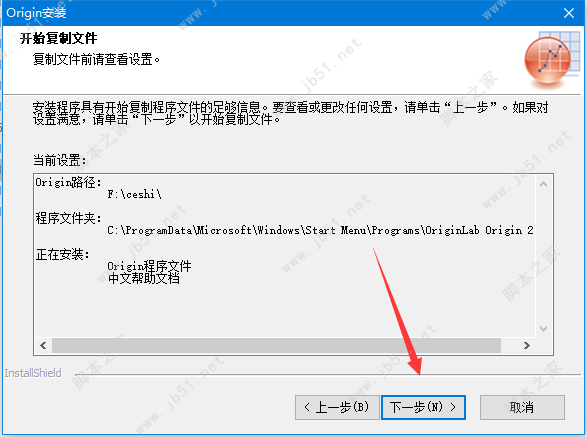 Origin安装
开始复制文件
复制文件前请查看设置。
安装程序具有开始复制程序文件的足够信息。要查看或更改任何设置，请单击“上一步”。如果对
设置满意，请单击“下一步”以开始复制文件。
当前设置：
Origin路径：
F:\ceshi\
程序文件夹：
C:\ProgramData\Microsoft\Windows\Start Menu\Programs\OriginLab Origin 2
正在安装：
Origin程序文件
中文帮助文档
InstallShield
< 上一步(B)
下一步(N) >
取消
www.jb51.net
脚本之家